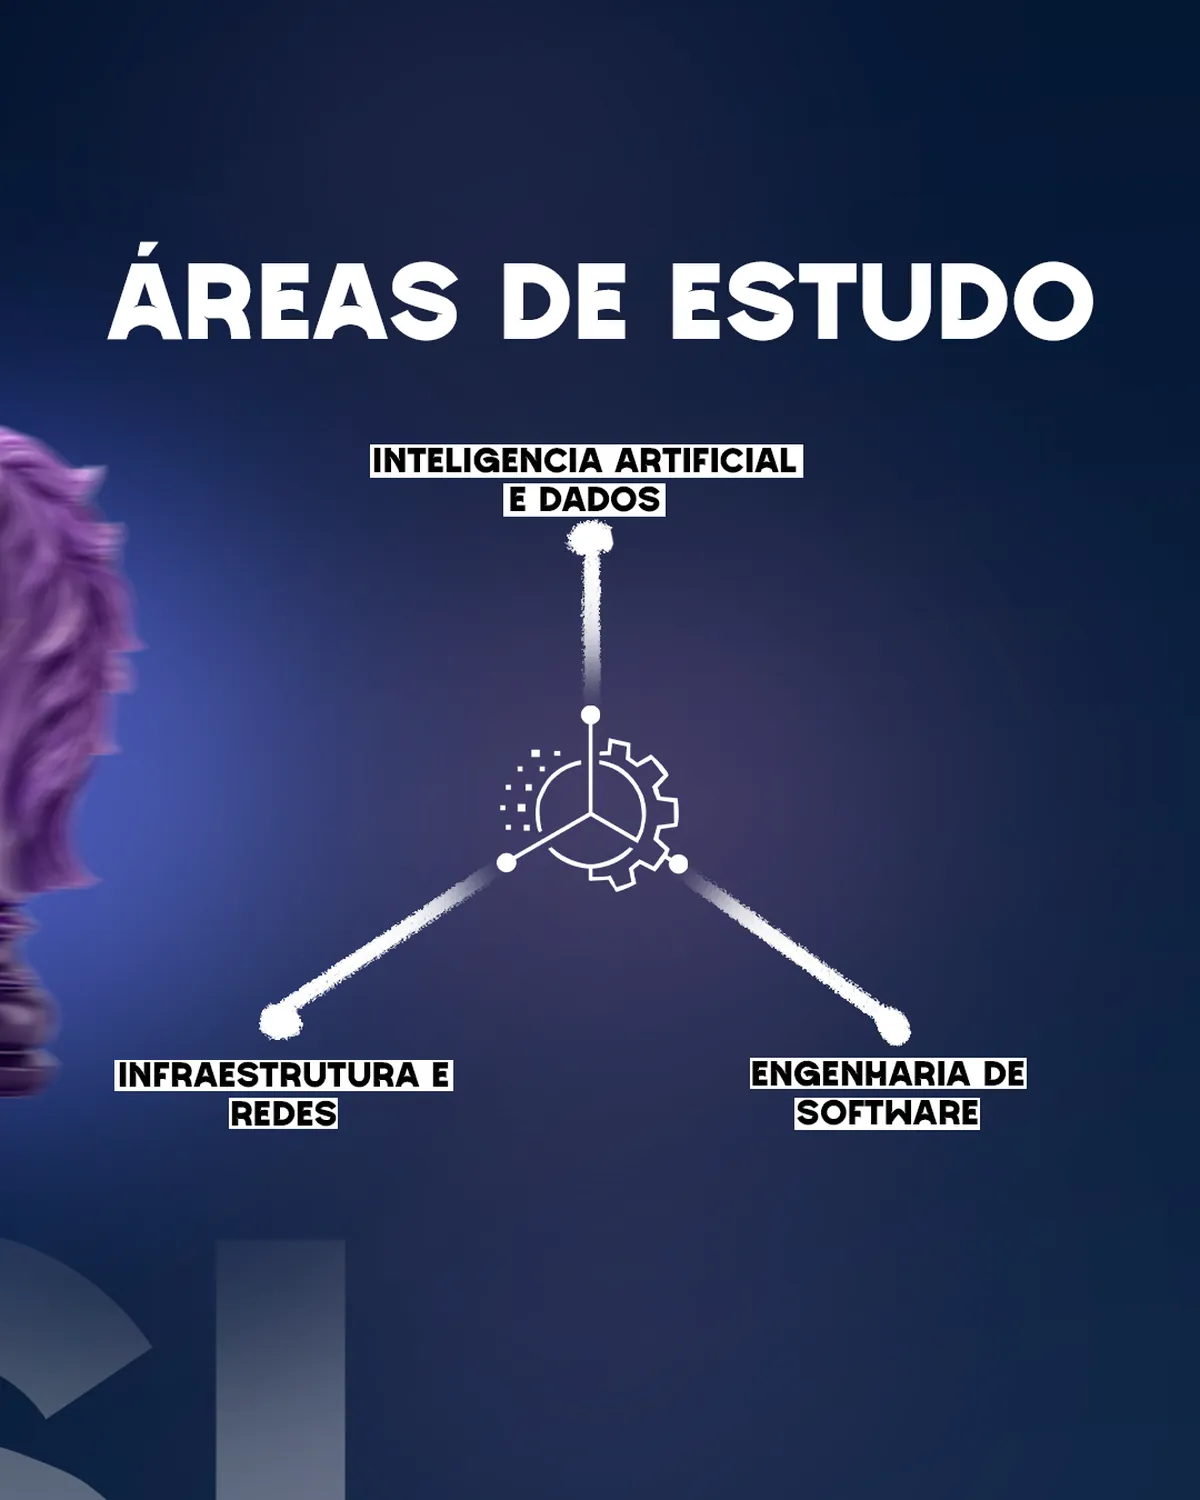 ÁREAS DE ESTUDO
INTELIGENCIA ARTIFICIAL
E DADOS
INFRAESTRUTURA E
REDES
ENGENHARIA DE
SOFTWARE